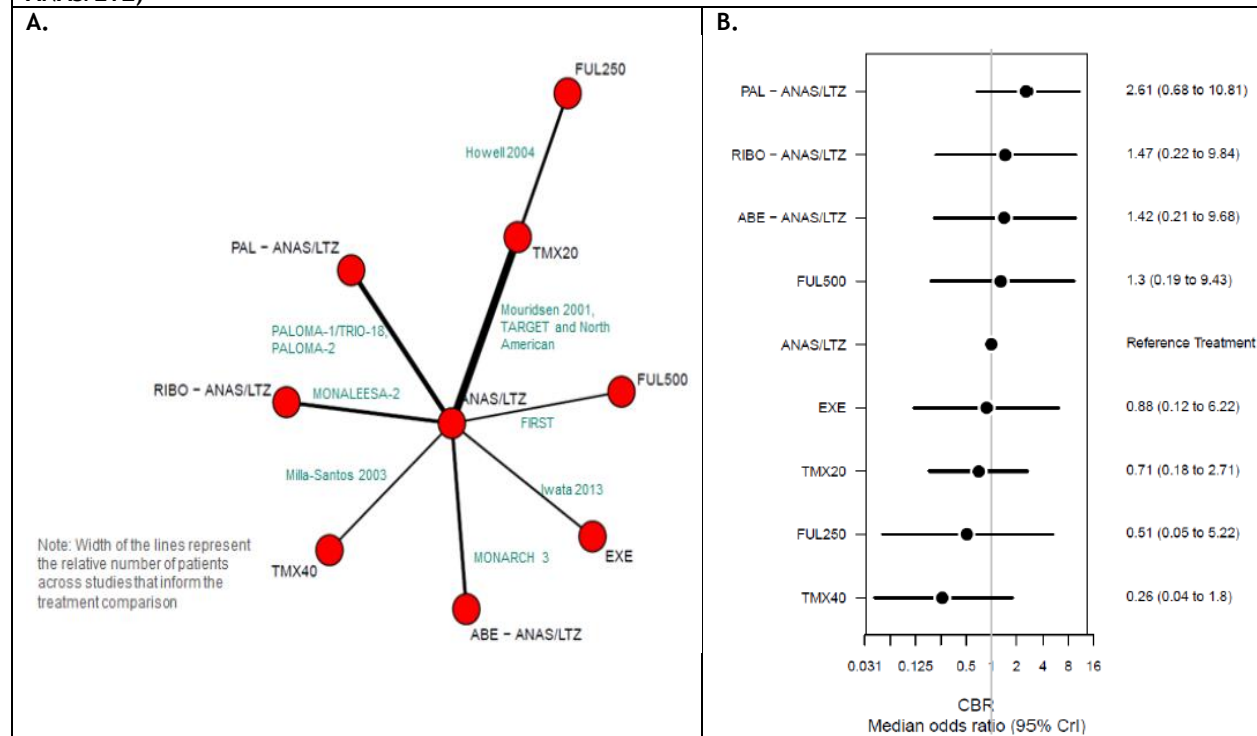 A.
FUL250
Howell 2004
TMX20
PAL – ANAS/LTZ
Mouridsen 2001,
TARGET and North
American
PALOMA-1/TRIO-18,
PALOMA-2
RIBO – ANAS/LTZ
MONALEESA-2
ANAS/LTZ
FUL500
FIRST
Milla-Santos 2003
Iwata 2013
Note: Width of the lines represent
the relative number of patients
across studies that inform the
treatment comparison
TMX40
MONARCH 3
EXE
ABE – ANAS/LTZ
B.
PAL – ANAS/LTZ 2.61 (0.68 to 10.81)
RIBO – ANAS/LTZ 1.47 (0.22 to 9.84)
ABE – ANAS/LTZ 1.42 (0.21 to 9.68)
FUL500 1.3 (0.19 to 9.43)
ANAS/LTZ Reference Treatment
EXE 0.88 (0.12 to 6.22)
TMX20 0.71 (0.18 to 2.71)
FUL250 0.51 (0.05 to 5.22)
TMX40 0.26 (0.04 to 1.8)
0.031 0.125 0.5 1 2 4 8 16
CBR
Median odds ratio (95% CrI)